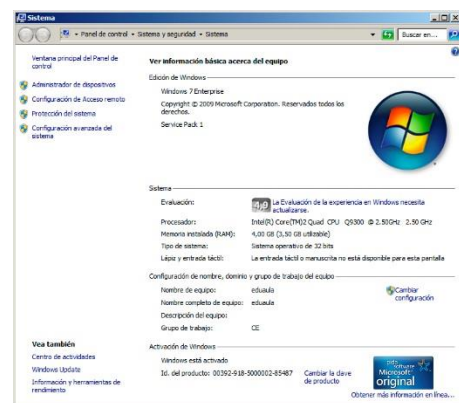 Sistema
Panel de control • Sistema y seguridad • Sistema
Buscar en...
Ventana principal del Panel de control
Administrador de dispositivos
Configuración de Acceso remoto
Protección del sistema
Configuración avanzada del sistema
Ver información básica acerca del equipo
Edición de Windows
Windows 7 Enterprise
Copyright © 2009 Microsoft Corporation. Reservados todos los derechos.
Service Pack 1
Sistema
Evaluación: 4,9 La Evaluación de la experiencia en Windows necesita actualizarse.
Procesador: Intel(R) Core(TM)2 Quad CPU Q9300 @ 2.50GHz 2.50 GHz
Memoria instalada (RAM): 4,00 GB (3,50 GB utilizable)
Tipo de sistema: Sistema operativo de 32 bits
Lápiz y entrada táctil: La entrada táctil o manuscrita no está disponible para esta pantalla
Configuración de nombre, dominio y grupo de trabajo del equipo
Nombre de equipo: eduaula
Cambiar configuración
Nombre completo de equipo: eduaula
Descripción del equipo:
Grupo de trabajo: CE
Activación de Windows
Windows está activado
Id. del producto: 00392-918-5000002-85487
Cambiar la clave de producto
pida software
Microsoft
original
Obtener más información en línea...
Vea también
Centro de actividades
Windows Update
Información y herramientas de rendimiento